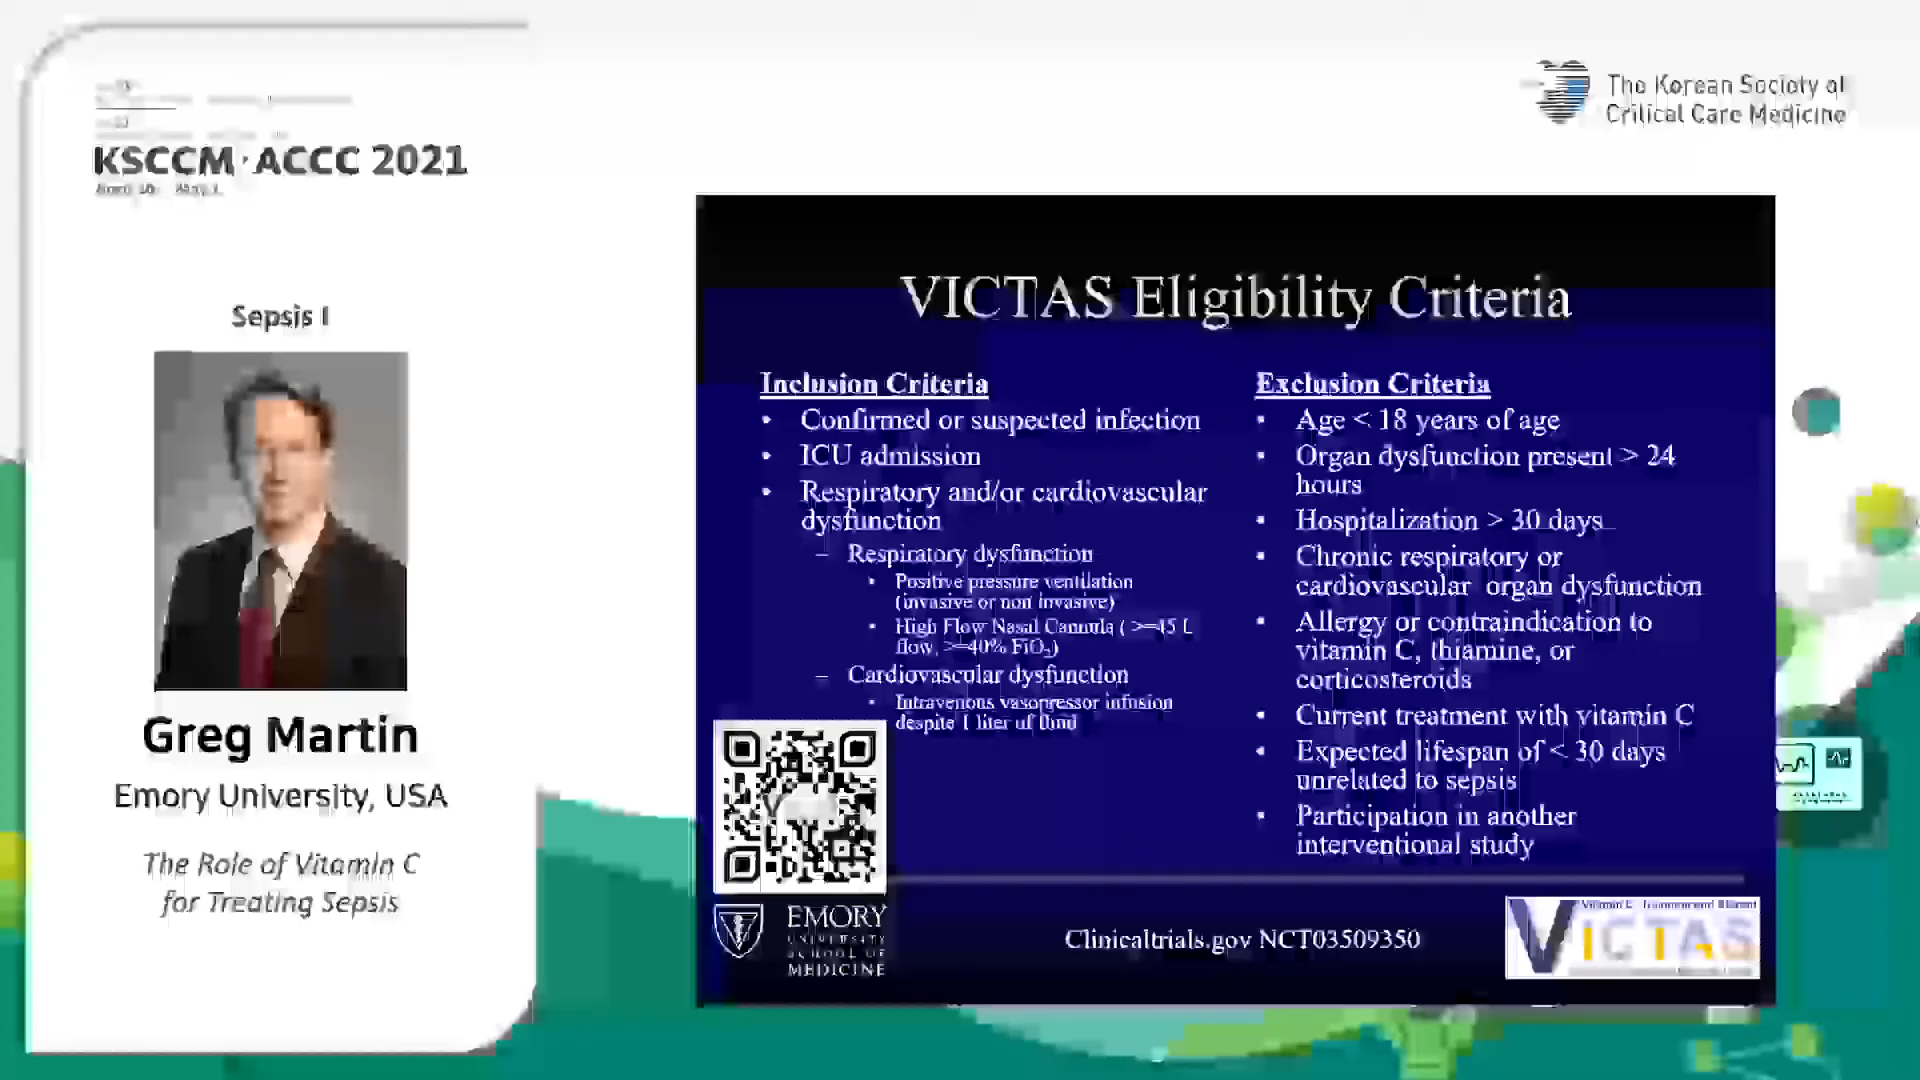 KSCCM·ACCC 2021
The Korean Society of
Critical Care Medicine
Sepsis I
Greg Martin
Emory University, USA
The Role of Vitamin C
for Treating Sepsis
VICTAS Eligibility Criteria
Inclusion Criteria
• Confirmed or suspected infection
• ICU admission
• Respiratory and/or cardiovascular
dysfunction
– Respiratory dysfunction
• Positive pressure ventilation
(invasive or non invasive)
• High Flow Nasal Cannula ( >=45 L
flow, >=40% FiO2)
– Cardiovascular dysfunction
• Intravenous vasopressor infusion
despite 1 liter of fluid
Exclusion Criteria
• Age < 18 years of age
• Organ dysfunction present > 24
hours
• Hospitalization > 30 days
• Chronic respiratory or
cardiovascular organ dysfunction
• Allergy or contraindication to
vitamin C, thiamine, or
corticosteroids
• Current treatment with vitamin C
• Expected lifespan of < 30 days
unrelated to sepsis
• Participation in another
interventional study
EMORY
UNIVERSITY
SCHOOL OF
MEDICINE
Clinicaltrials.gov NCT03509350
VICTAS